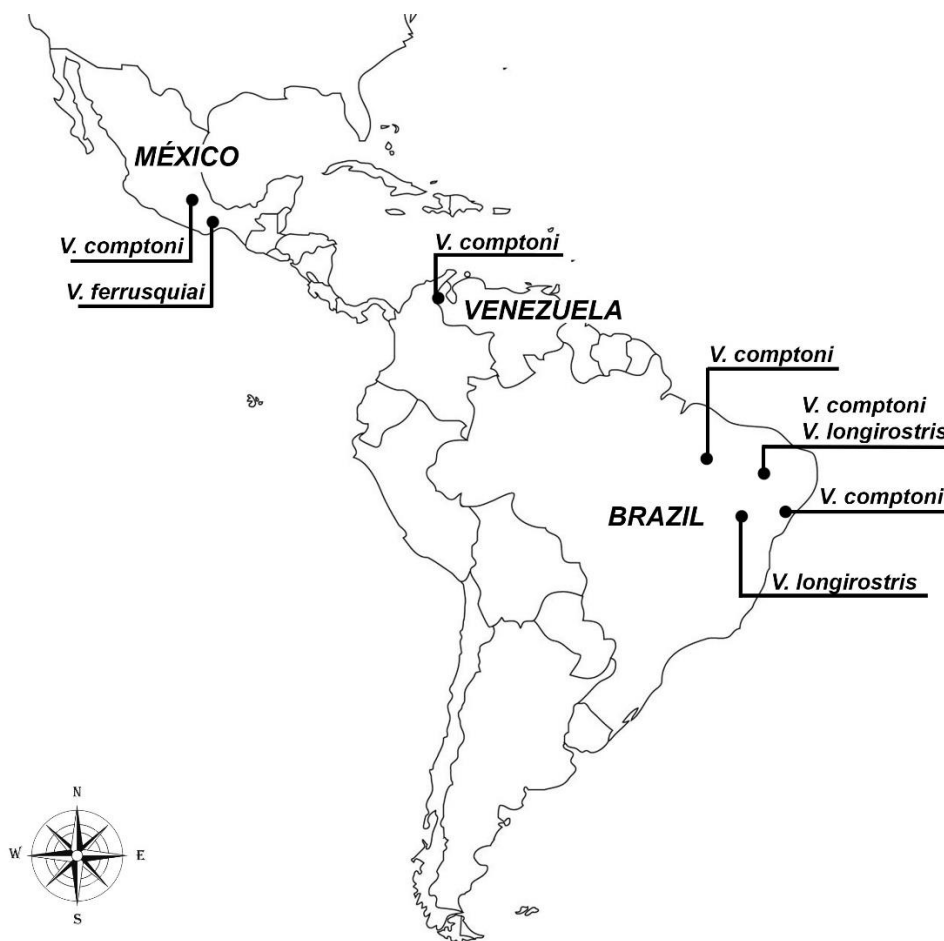 MÉXICO
V. comptoni
V. ferrusquiai
V. comptoni
VENEZUELA
V. comptoni
V. comptoni
V. longirostris
V. comptoni
BRAZIL
V. longirostris
N
W
E
S